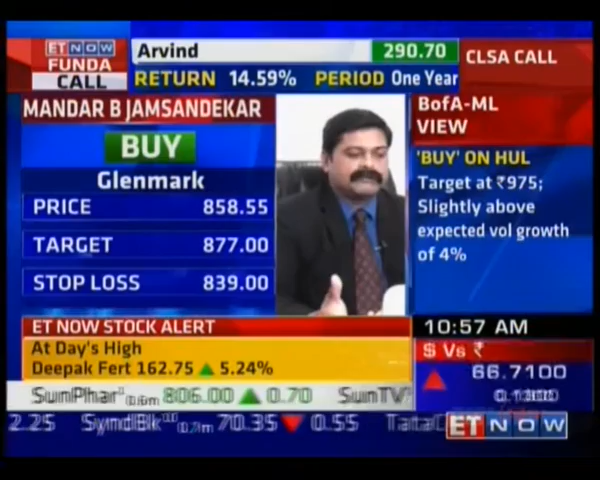 ET NOW
FUNDA
CALL
Arvind 290.70
RETURN 14.59% PERIOD One Year
CLSA CALL
MANDAR B JAMSANDEKAR
BUY
Glenmark
PRICE 858.55
TARGET 877.00
STOP LOSS 839.00
BofA-ML
VIEW
'BUY' ON HUL
Target at ₹975;
Slightly above
expected vol growth
of 4%
ET NOW STOCK ALERT
At Day's High
Deepak Fert 162.75 ▲ 5.24%
10:57 AM
$ Vs ₹
▲ 66.7100
806.00 ▲ 0.70
2.25 70.35 ▼ 0.55
ET NOW